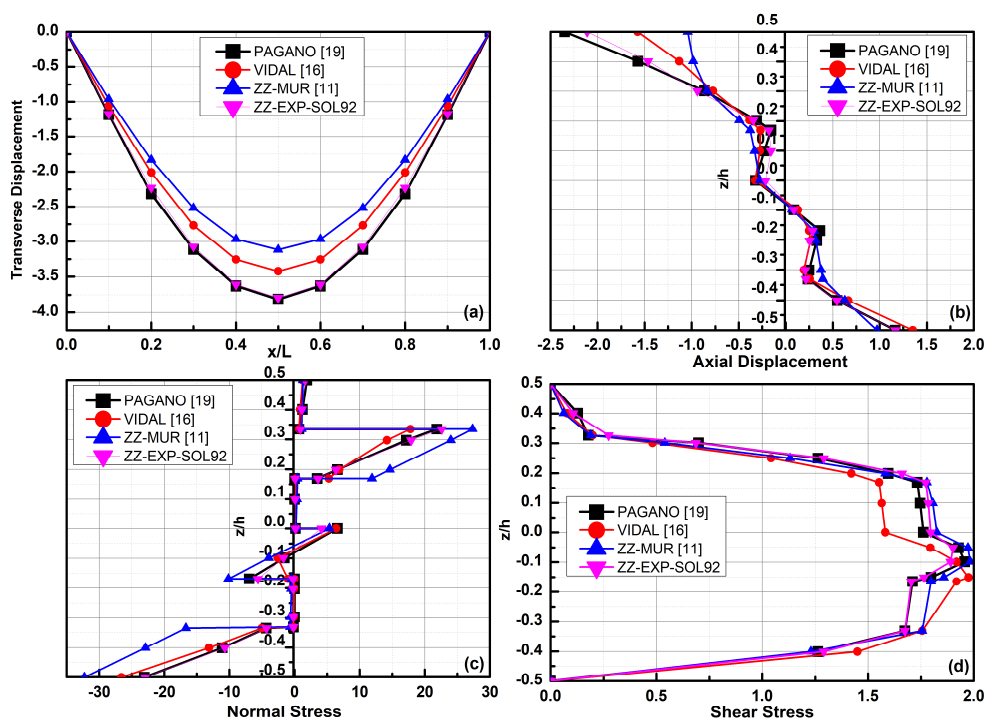 PAGANO [19]
VIDAL [16]
ZZ-MUR [11]
ZZ-EXP-SOL92
Transverse Displacement
0.0
-0.5
-1.0
-1.5
-2.0
-2.5
-3.0
-3.5
-4.0
0.0 0.2 0.4 0.6 0.8 1.0
x/L
(a)
PAGANO [19]
VIDAL [16]
ZZ-MUR [11]
ZZ-EXP-SOL92
z/h
0.5
0.4
0.3
0.2
0.1
0.0
-0.1
-0.2
-0.3
-0.4
-0.5
-2.5 -2.0 -1.5 -1.0 -0.5 0.0 0.5 1.0 1.5 2.0
Axial Displacement
(b)
PAGANO [19]
VIDAL [16]
ZZ-MUR [11]
ZZ-EXP-SOL92
z/h
0.5
0.4
0.3
0.2
0.1
0.0
-0.1
-0.2
-0.3
-0.4
-0.5
-30 -20 -10 0 10 20 30
Normal Stress
(c)
PAGANO [19]
VIDAL [16]
ZZ-MUR [11]
ZZ-EXP-SOL92
z/h
0.5
0.4
0.3
0.2
0.1
0.0
-0.1
-0.2
-0.3
-0.4
-0.5
0.0 0.5 1.0 1.5 2.0
Shear Stress
(d)